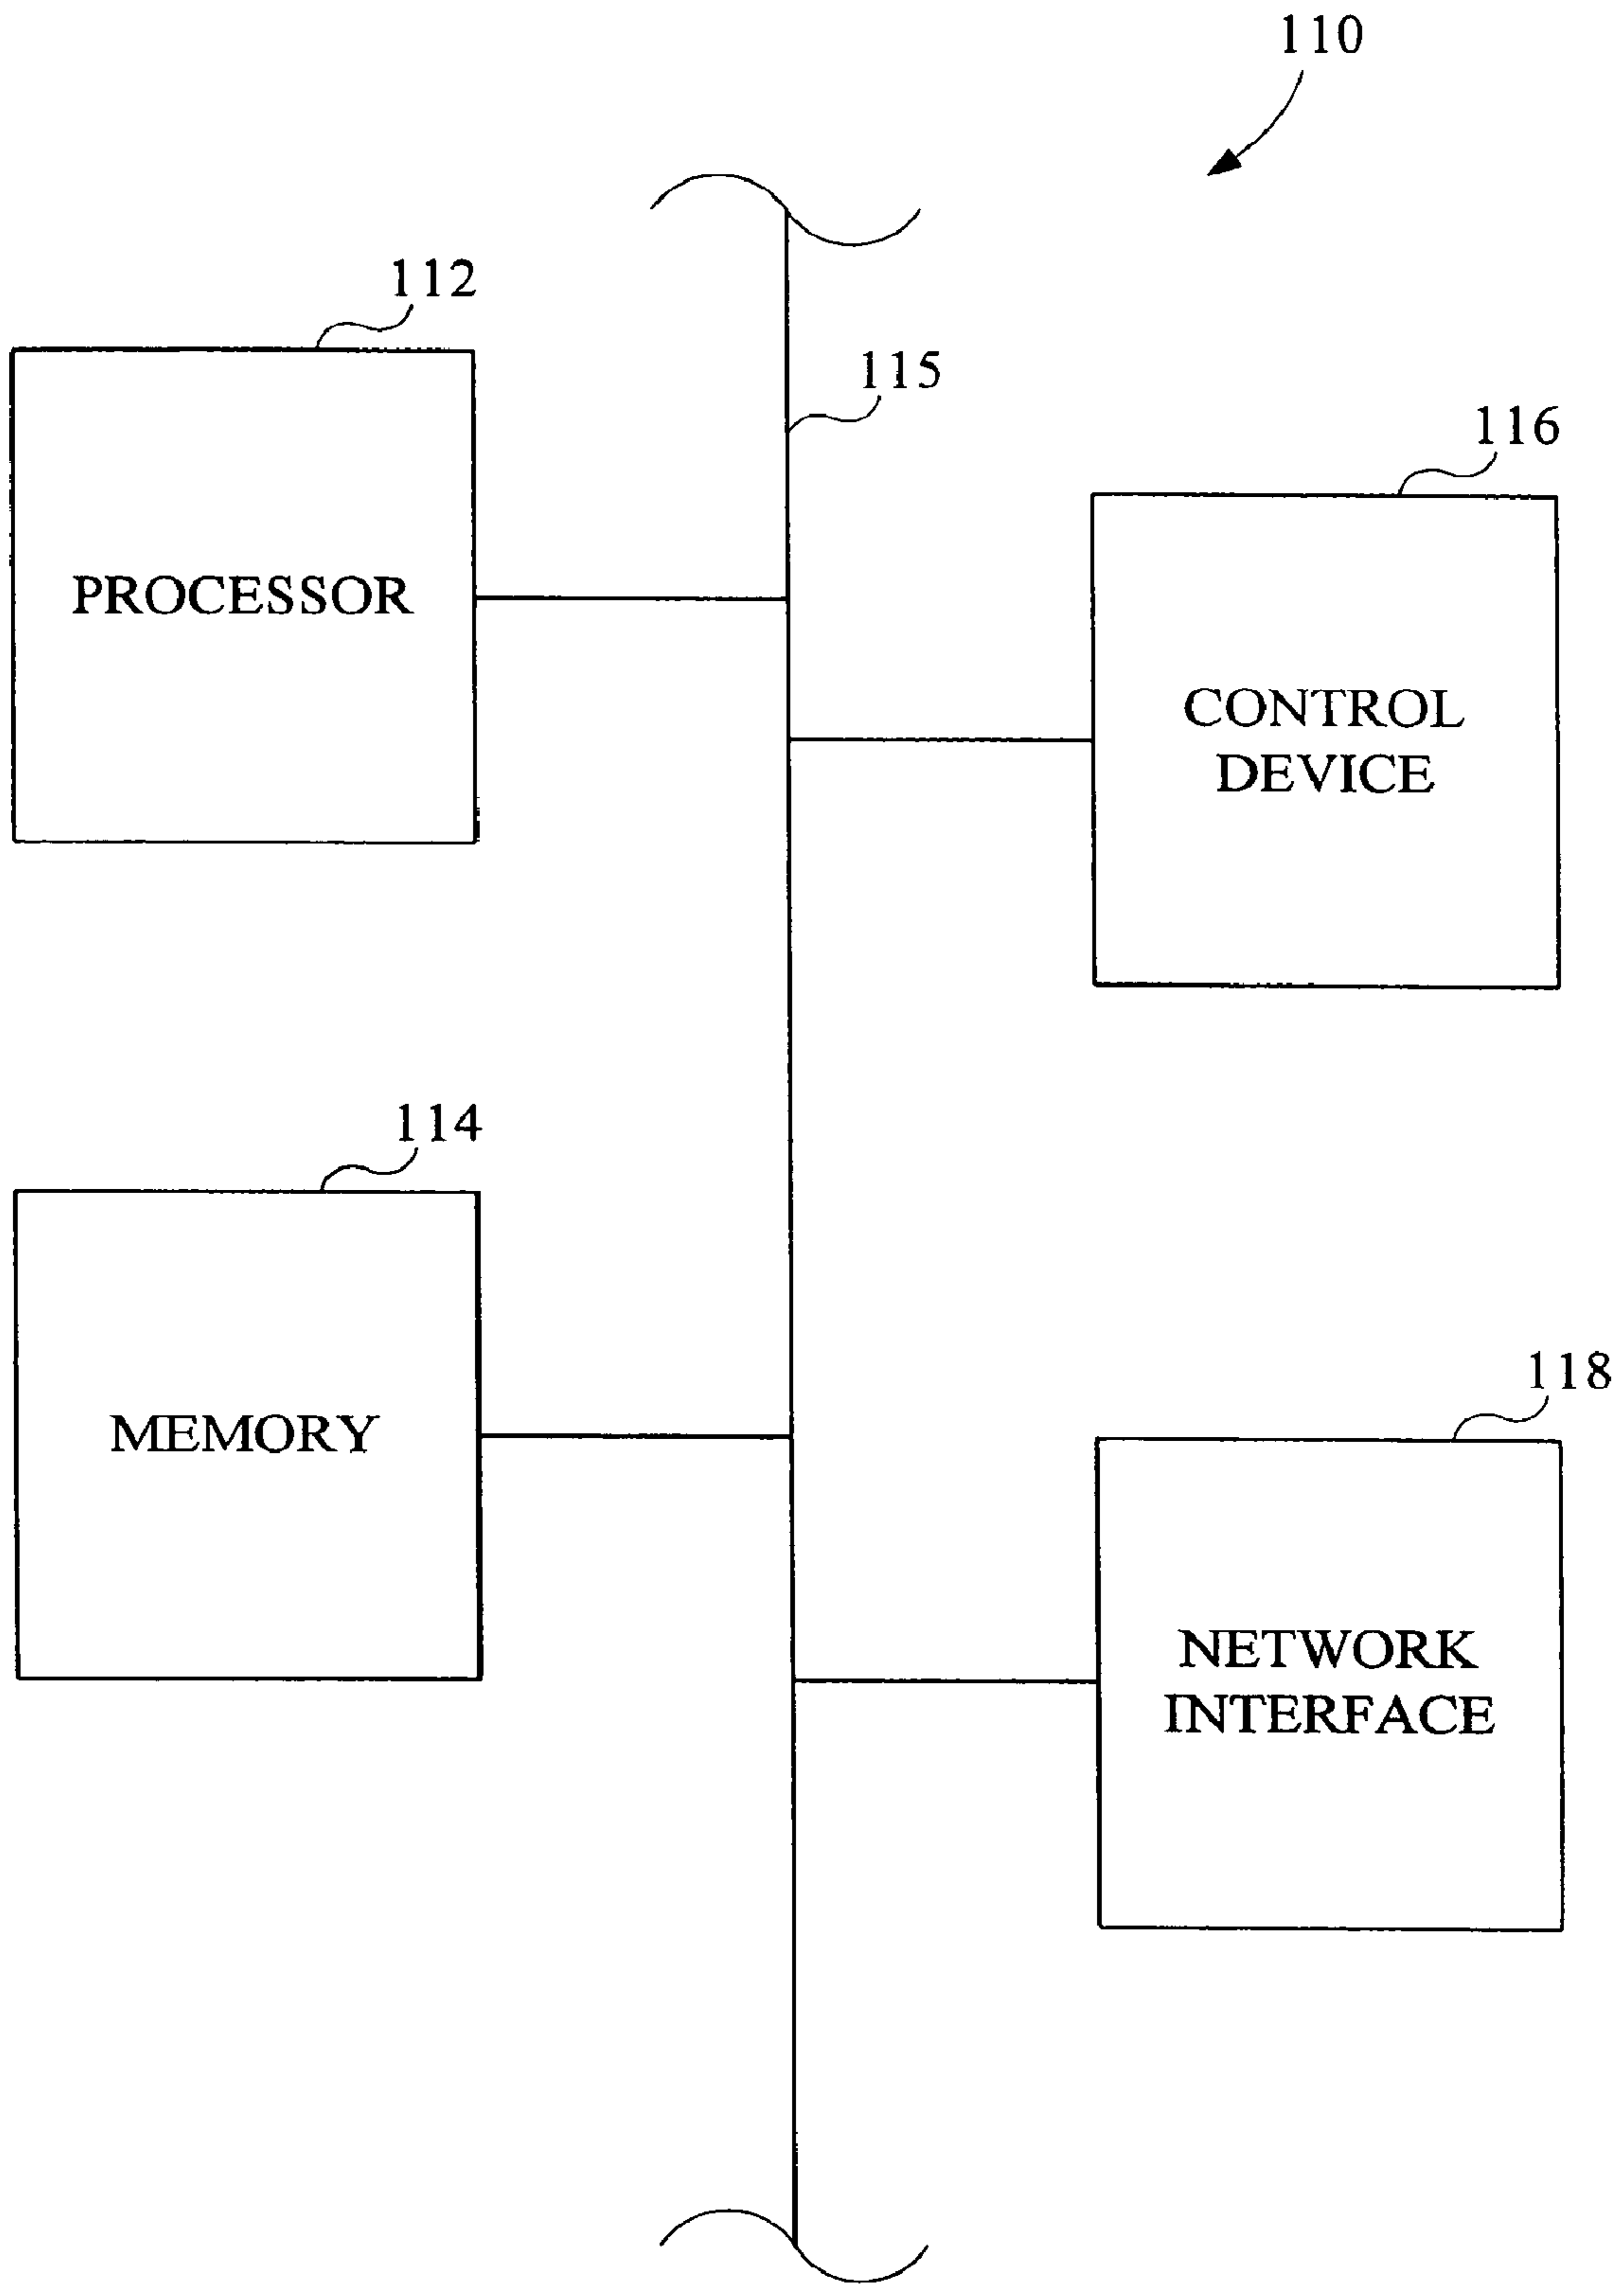 110
112
115
116
PROCESSOR
CONTROL
DEVICE
114
118
MEMORY
NETWORK
INTERFACE